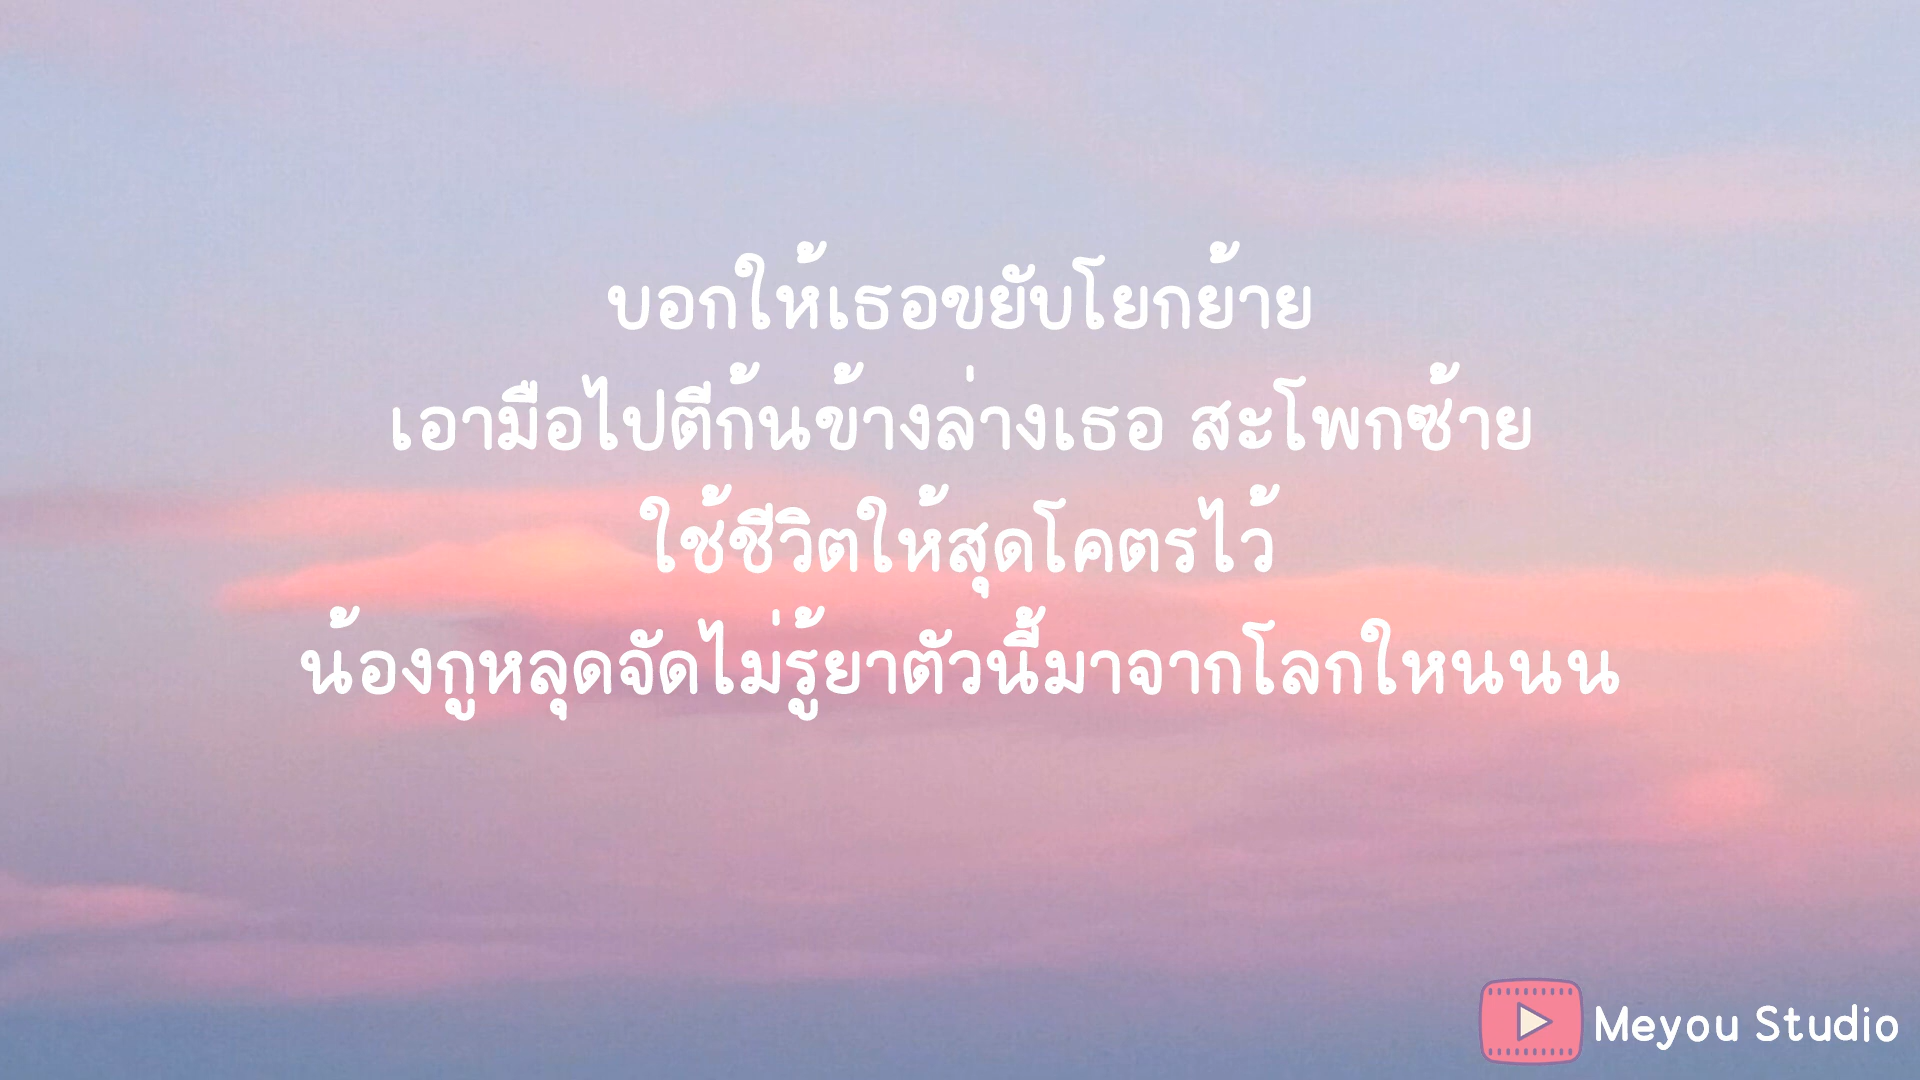 บอกให้เธอขยับโยกย้าย
เอามือไปตีก้นข้างล่างเธอ สะโพกซ้าย
ใช้ชีวิตให้สุดโคตรไว้
น้องกูหลุดจัดไม่รู้ยาตัวนี้มาจากโลกใหนนน
Meyou Studio